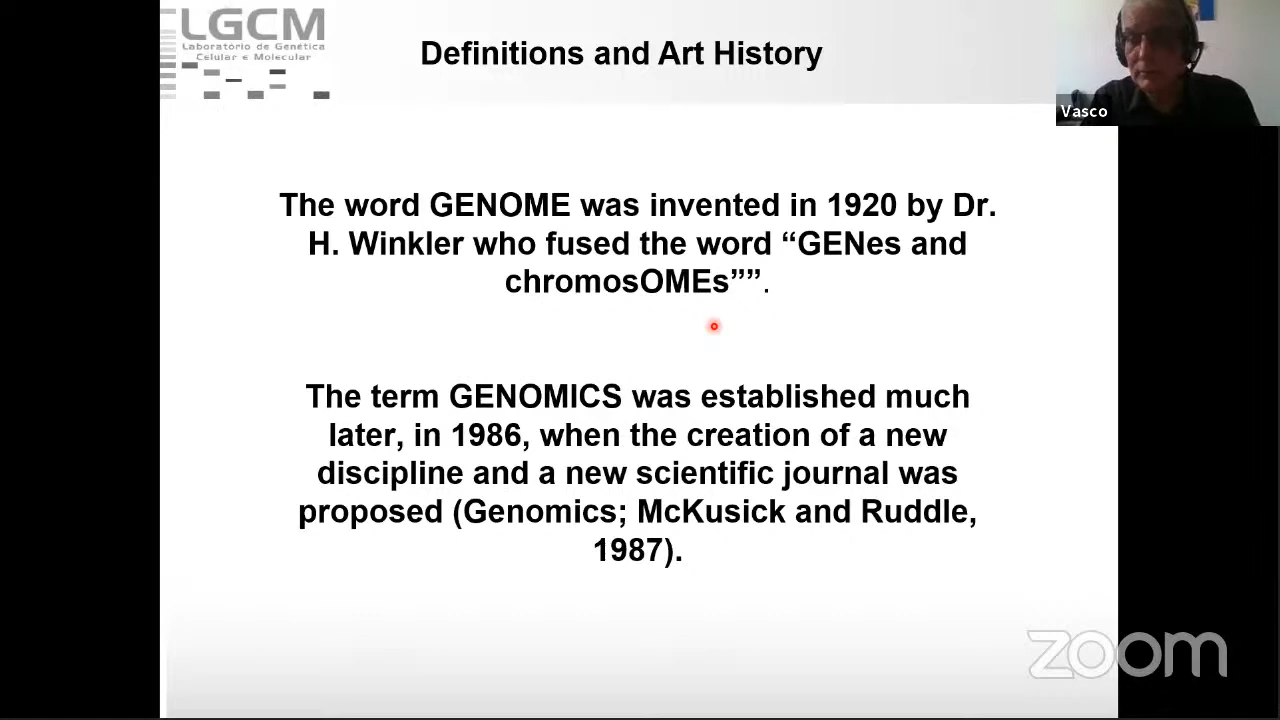 LGCM
Laboratório de Genética
Celular e Molecular
Definitions and Art History
Vasco
The word GENOME was invented in 1920 by Dr.
H. Winkler who fused the word “GENes and
chromosOMEs””.
The term GENOMICS was established much
later, in 1986, when the creation of a new
discipline and a new scientific journal was
proposed (Genomics; McKusick and Ruddle,
1987).
zoom